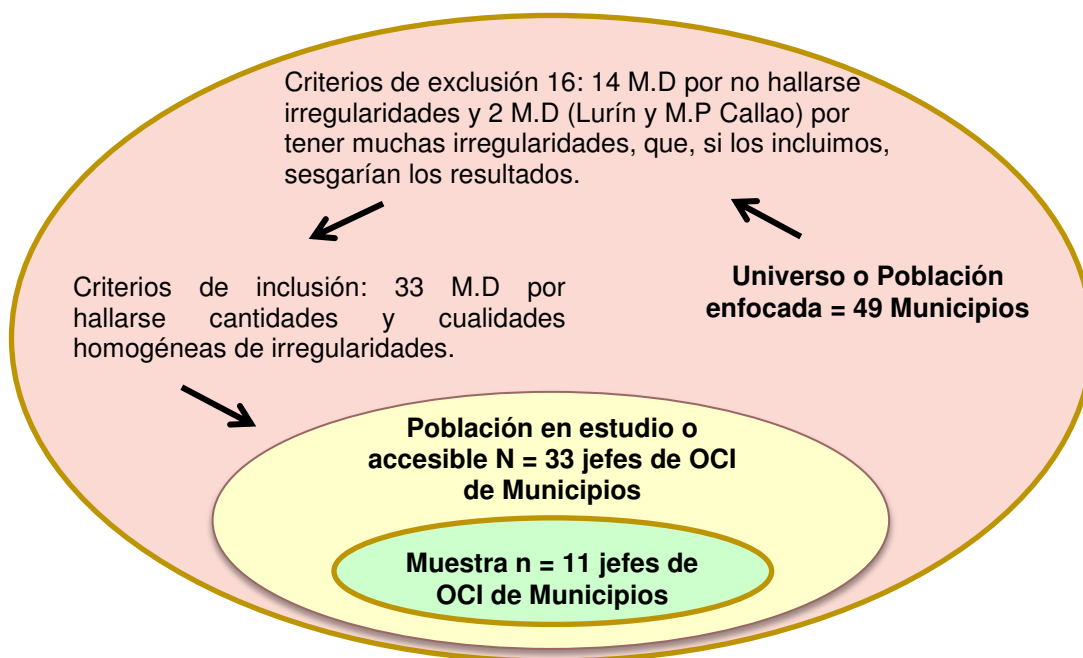 Criterios de exclusión 16: 14 M.D por no hallarse
irregularidades y 2 M.D (Lurín y M.P Callao) por
tener muchas irregularidades, que, si los incluimos,
sesgarían los resultados.
Universo o Población
enfocada = 49 Municipios
Criterios de inclusión: 33 M.D por
hallarse cantidades y cualidades
homogéneas de irregularidades.
Población en estudio o
accesible N = 33 jefes de OCI
de Municipios
Muestra n = 11 jefes de
OCI de Municipios